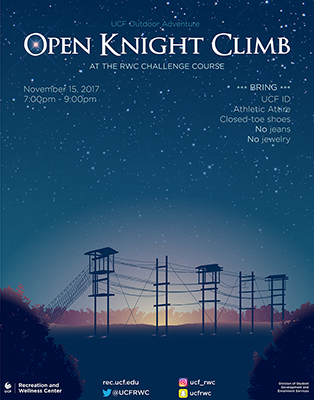 UCF Outdoor Adventure
OPEN KNIGHT CLIMB
AT THE RWC CHALLENGE COURSE
November 15, 2017
7:00pm - 9:00pm
*** BRING ***
UCF ID
Athletic Attire
Closed-toe shoes
No jeans
No jewelry
UCF
Recreation and
Wellness Center
rec.ucf.edu
@UCFRWC
ucf_rwc
ucfrwc
Division of Student
Development and
Enrollment Services